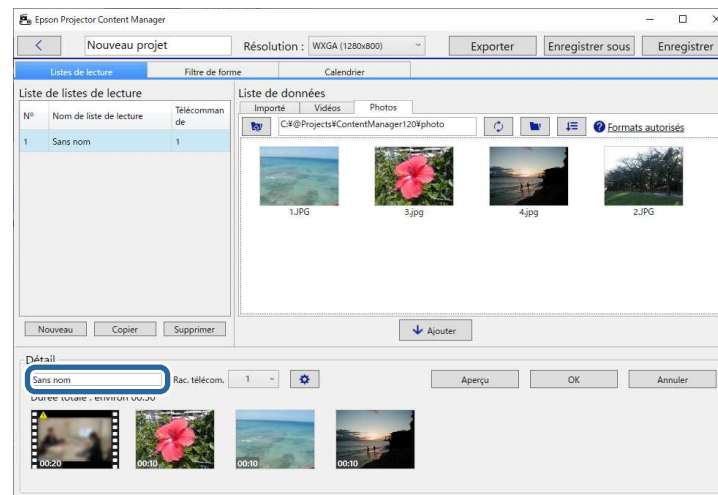 Epson Projector Content Manager
Nouveau projet
Résolution : WXGA (1280x800)
Exporter
Enregistrer sous
Enregistrer
Listes de lecture
Filtre de forme
Calendrier
Liste de listes de lecture
Nº
Nom de liste de lecture
Télécomman
de
1
Sans nom
1
Nouveau
Copier
Supprimer
Liste de données
Importé
Vidéos
Photos
C:¥@Projects¥ContentManager120¥photo
Formats autorisés
1.JPG
3.jpg
4.jpg
2.JPG
Ajouter
Détail
Sans nom
Rac. télécom.
1
Aperçu
OK
Annuler
Durée totale : environ 00:50
00:20
00:10
00:10
00:10